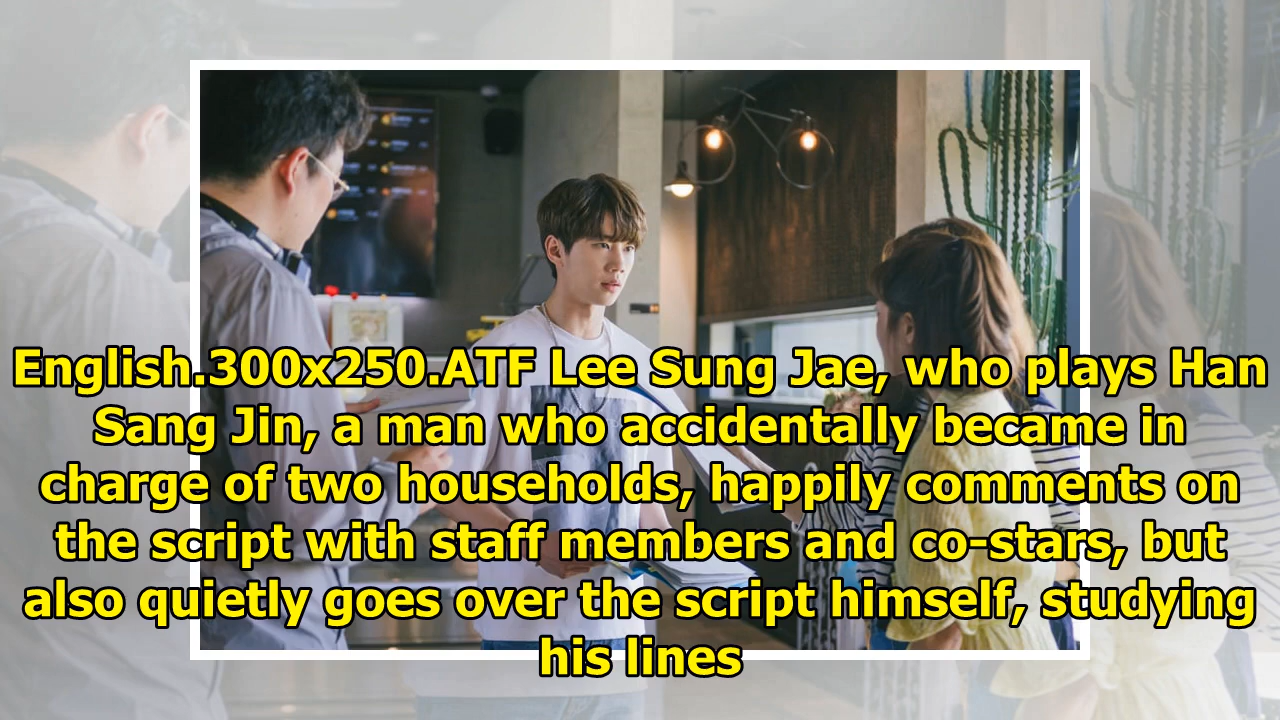 English.300x250.ATF Lee Sung Jae, who plays Han
Sang Jin, a man who accidentally became in
charge of two households, happily comments on
the script with staff members and co-stars, but
also quietly goes over the script himself, studying
his lines